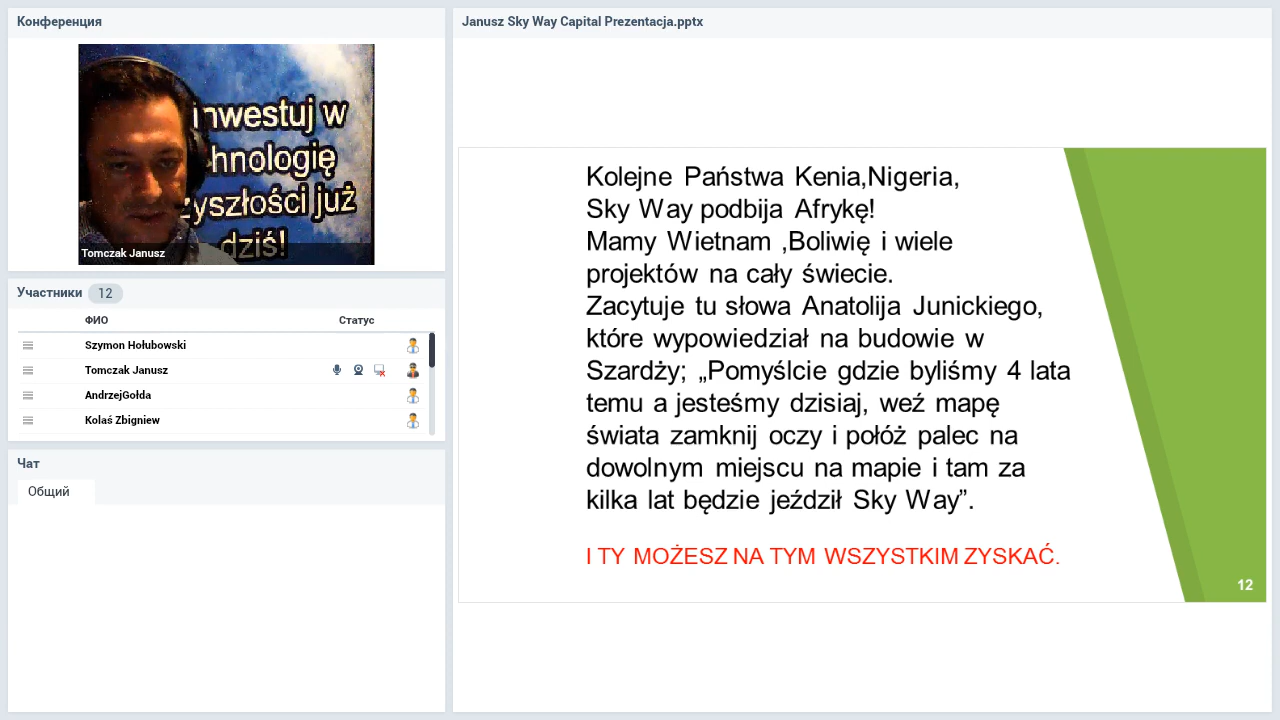 Конференция
inwestuj w
hnologię
zyszłości już
dziś!
Tomczak Janusz
Участники 12
ФИО Статус
Szymon Hołubowski
Tomczak Janusz
AndrzejGołda
Kolaś Zbigniew
Чат
Общий
Janusz Sky Way Capital Prezentacja.pptx
Kolejne Państwa Kenia,Nigeria,
Sky Way podbija Afrykę!
Mamy Wietnam ,Boliwię i wiele
projektów na cały świecie.
Zacytuje tu słowa Anatolija Junickiego,
które wypowiedział na budowie w
Szardży; „Pomyślcie gdzie byliśmy 4 lata
temu a jesteśmy dzisiaj, weź mapę
świata zamknij oczy i połóż palec na
dowolnym miejscu na mapie i tam za
kilka lat będzie jeździł Sky Way”.
I TY MOŻESZ NA TYM WSZYSTKIM ZYSKAĆ.
12